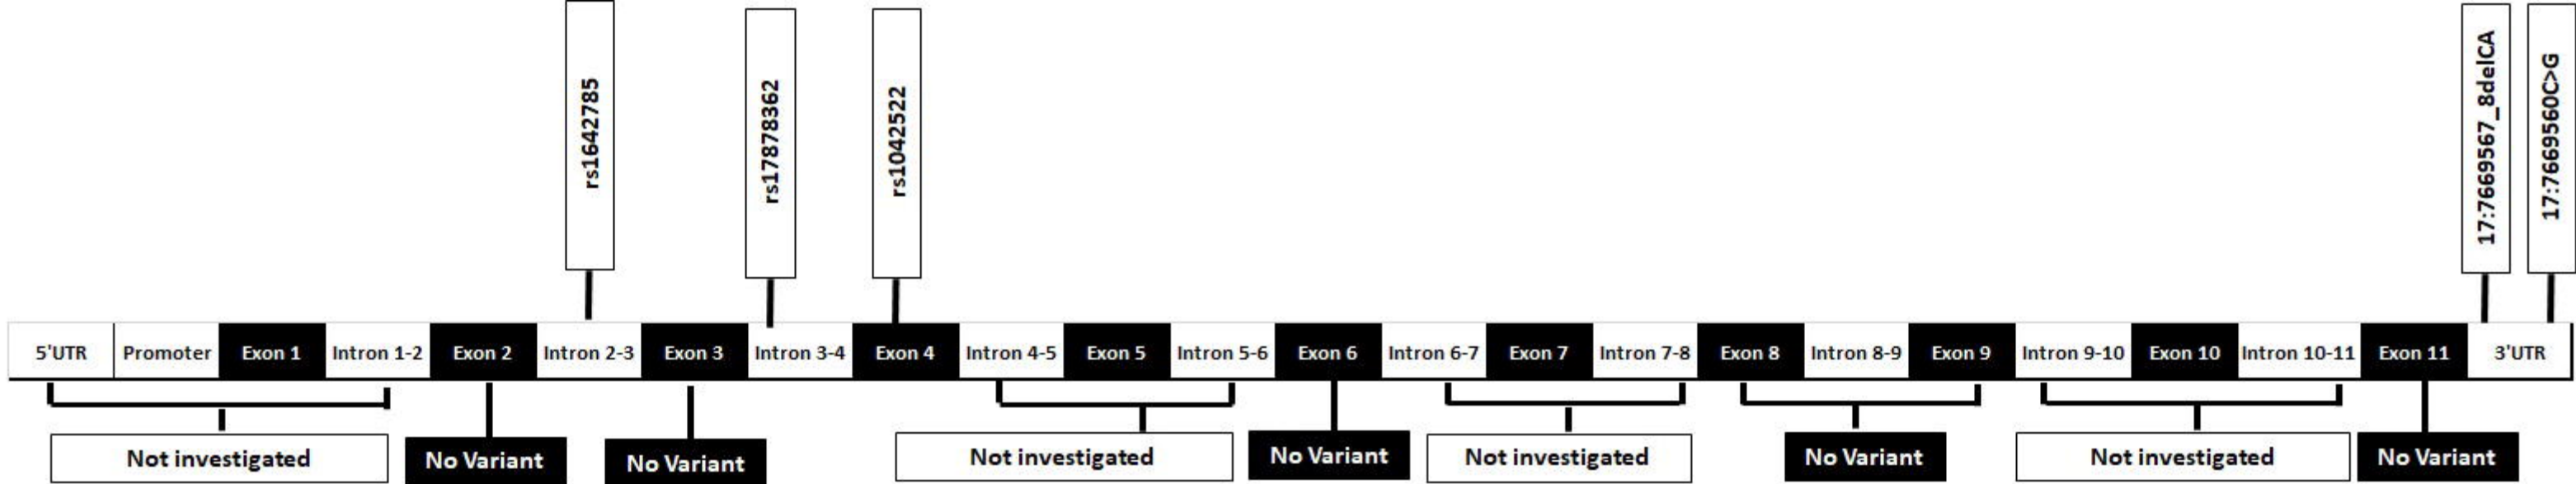 rs1642785
rs17878362
rs1042522
17:7669567_8delCA
17:7669560C>G
5'UTR
Promoter
Exon 1
Intron 1-2
Exon 2
Intron 2-3
Exon 3
Intron 3-4
Exon 4
Intron 4-5
Exon 5
Intron 5-6
Exon 6
Intron 6-7
Exon 7
Intron 7-8
Exon 8
Intron 8-9
Exon 9
Intron 9-10
Exon 10
Intron 10-11
Exon 11
3'UTR
Not investigated
No Variant
No Variant
Not investigated
No Variant
Not investigated
No Variant
Not investigated
No Variant